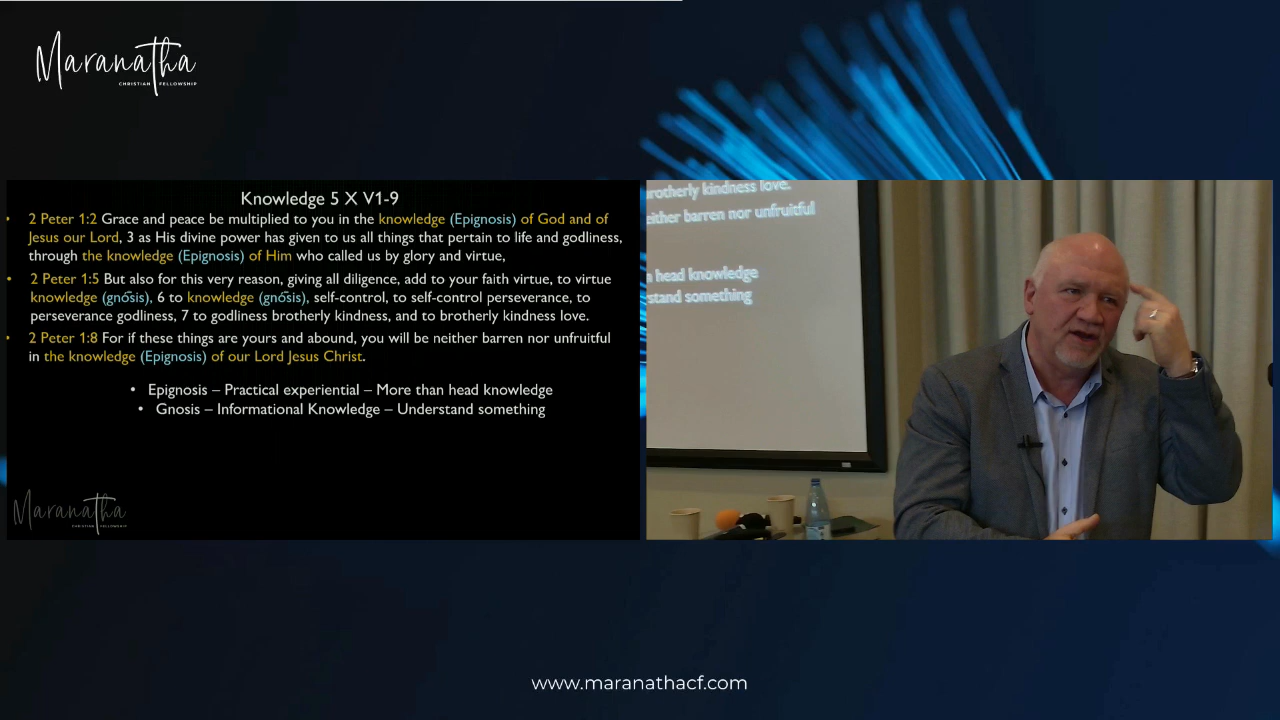 Maranatha
CHRISTIAN FELLOWSHIP
Knowledge 5 X V1-9
• 2 Peter 1:2 Grace and peace be multiplied to you in the knowledge (Epignosis) of God and of
Jesus our Lord, 3 as His divine power has given to us all things that pertain to life and godliness,
through the knowledge (Epignosis) of Him who called us by glory and virtue,
• 2 Peter 1:5 But also for this very reason, giving all diligence, add to your faith virtue, to virtue
knowledge (gnōsis), 6 to knowledge (gnōsis), self-control, to self-control perseverance, to
perseverance godliness, 7 to godliness brotherly kindness, and to brotherly kindness love.
• 2 Peter 1:8 For if these things are yours and abound, you will be neither barren nor unfruitful
in the knowledge (Epignosis) of our Lord Jesus Christ.
• Epignosis – Practical experiential – More than head knowledge
• Gnosis – Informational Knowledge – Understand something
Maranatha
CHRISTIAN FELLOWSHIP
brotherly kindness love.
either barren nor unfruitful
head knowledge
stand something
www.maranathacf.com